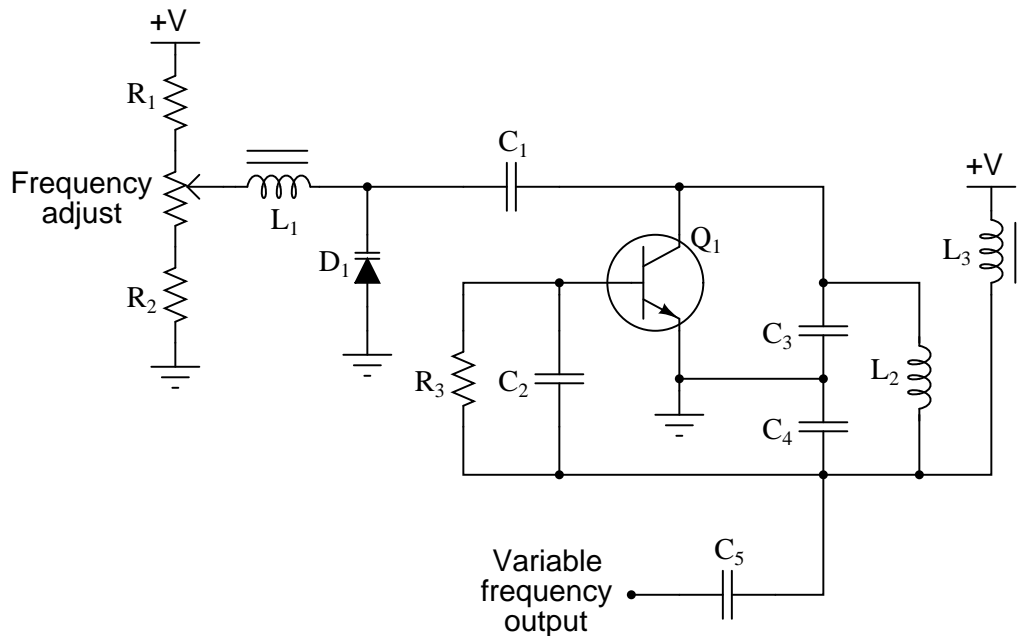 +V
R1
C1
Frequency
adjust
+V
L1
Q1
L3
D1
R2
C3
R3
C2
L2
C4
Variable
frequency
output
C5